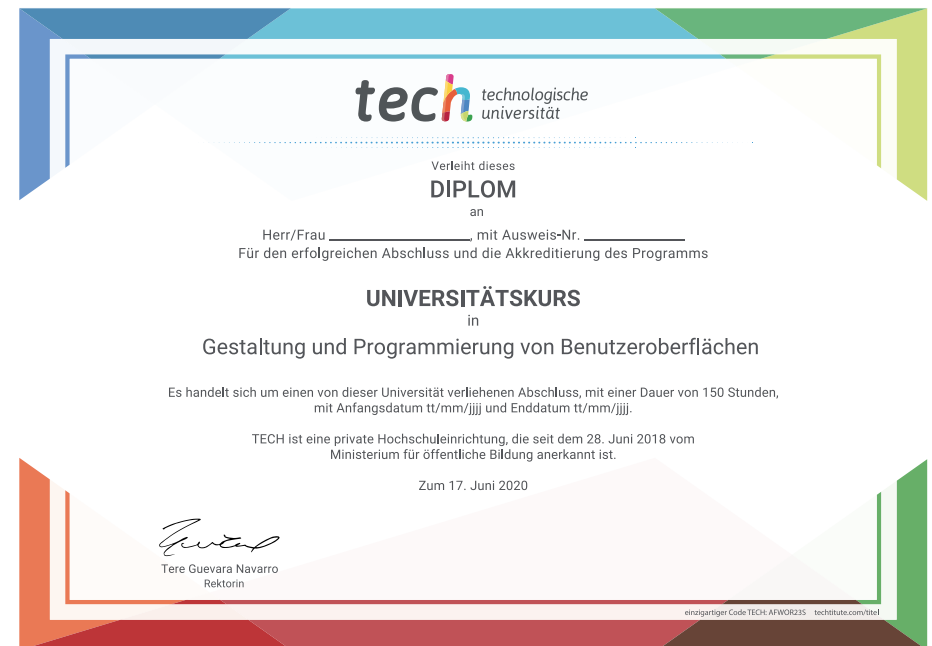 tech technologische
universität
Verleiht dieses
DIPLOM
an
Herr/Frau ____________, mit Ausweis-Nr. ____________
Für den erfolgreichen Abschluss und die Akkreditierung des Programms
UNIVERSITÄTSKURS
in
Gestaltung und Programmierung von Benutzeroberflächen
Es handelt sich um einen von dieser Universität verliehenen Abschluss, mit einer Dauer von 150 Stunden,
mit Anfangsdatum tt/mm/jjjj und Enddatum tt/mm/jjjj.
TECH ist eine private Hochschuleinrichtung, die seit dem 28. Juni 2018 vom
Ministerium für öffentliche Bildung anerkannt ist.
Zum 17. Juni 2020
Tere Guevara Navarro
Rektorin
einzigartiger Code TECH: AFWOR23S techtitute.com/titel